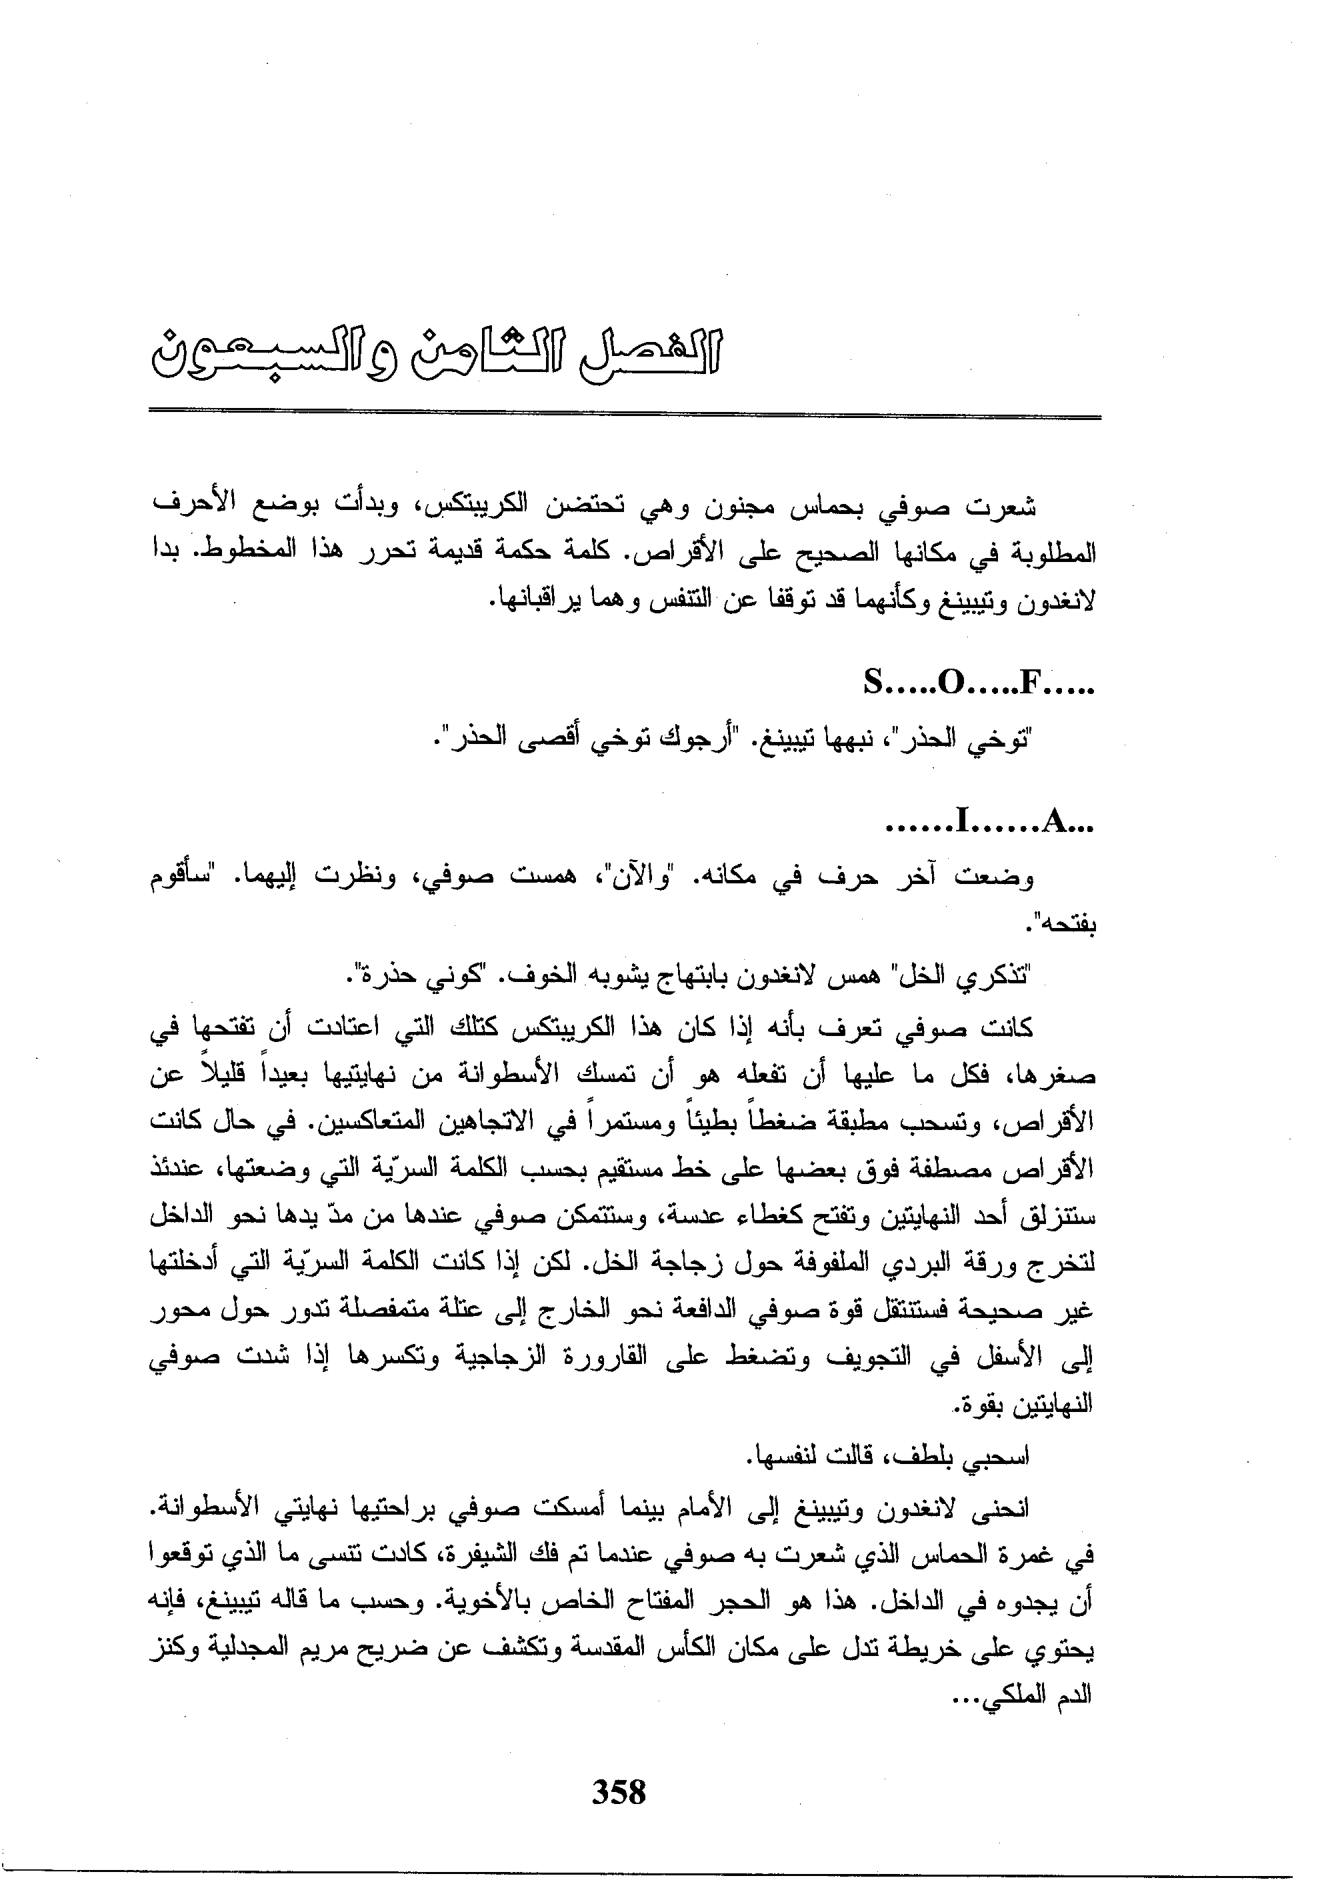 الفصل الثامن والسبعون
شعرت صوفي بحماس مجنون وهي تحتضن الكريبتكس، وبدأت بوضع الأحرف
المطلوبة في مكانها الصحيح على الأقراص. كلمة حكمة قديمة تحرر هذا المخطوط. بدا
لانغدون وتيبينغ وكأنهما قد توقفا عن التنفس وهما يراقبانها.
S.....O.....F.....
"توخي الحذر"، نبهها تيبينغ. "أرجوك توخي أقصى الحذر".
......I......A...
وضعت آخر حرف في مكانه. "والآن"، همست صوفي، ونظرت إليهما. "سأقوم
بفتحه".
"تذكري الخل" همس لانغدون بابتهاج يشوبه الخوف. "كوني حذرة".
كانت صوفي تعرف بأنه إذا كان هذا الكريبتكس كتلك التي اعتادت أن تفتحها في
صغرها، فكل ما عليها أن تفعله هو أن تمسك الأسطوانة من نهايتيها بعيداً قليلاً عن
الأقراص، وتسحب مطبقة ضغطاً بطيئاً ومستمراً في الاتجاهين المتعاكسين. في حال كانت
الأقراص مصطفة فوق بعضها على خط مستقيم بحسب الكلمة السريّة التي وضعتها، عندئذ
ستنزلق أحد النهايتين وتفتح كغطاء عدسة، وستتمكن صوفي عندها من مدّ يدها نحو الداخل
لتخرج ورقة البردي الملفوفة حول زجاجة الخل. لكن إذا كانت الكلمة السريّة التي أدخلتها
غير صحيحة فستنتقل قوة صوفي الدافعة نحو الخارج إلى عتلة متمفصلة تدور حول محور
إلى الأسفل في التجويف وتضغط على القارورة الزجاجية وتكسرها إذا شدت صوفي
النهايتين بقوة.
اسحبي بلطف، قالت لنفسها.
انحنى لانغدون وتيبينغ إلى الأمام بينما أمسكت صوفي براحتيها نهايتي الأسطوانة.
في غمرة الحماس الذي شعرت به صوفي عندما تم فك الشيفرة، كادت تنسى ما الذي توقعوا
أن يجدوه في الداخل. هذا هو الحجر المفتاح الخاص بالأخوية. وحسب ما قاله تيبينغ، فإنه
يحتوي على خريطة تدل على مكان الكأس المقدسة وتكشف عن ضريح مريم المجدلية وكنز
الدم الملكي...
358